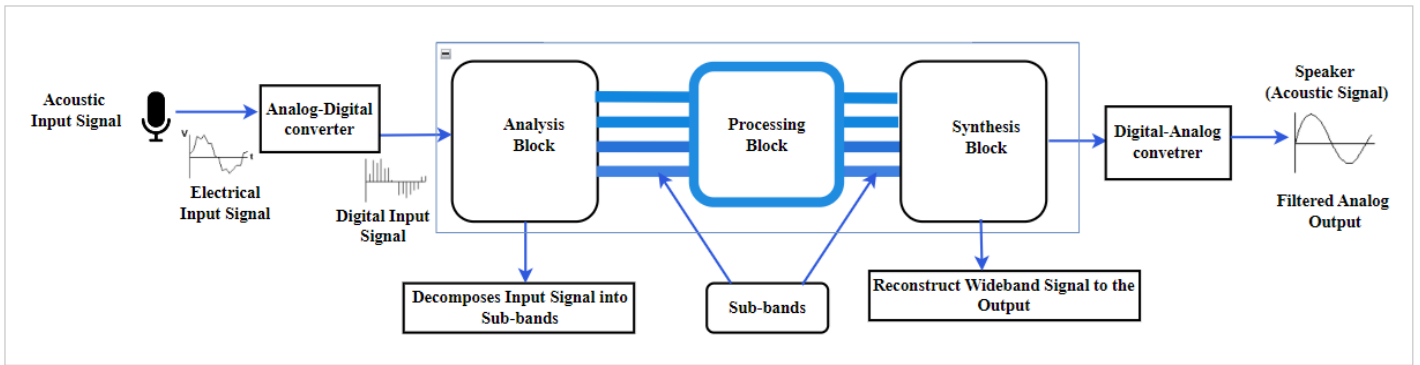 Acoustic
Input Signal
V
t
Electrical
Input Signal
Analog-Digital
converter
Digital Input
Signal
Analysis
Block
Processing
Block
Synthesis
Block
Digital-Analog
convetrer
Speaker
(Acoustic Signal)
Filtered Analog
Output
Decomposes Input Signal into
Sub-bands
Sub-bands
Reconstruct Wideband Signal to the
Output